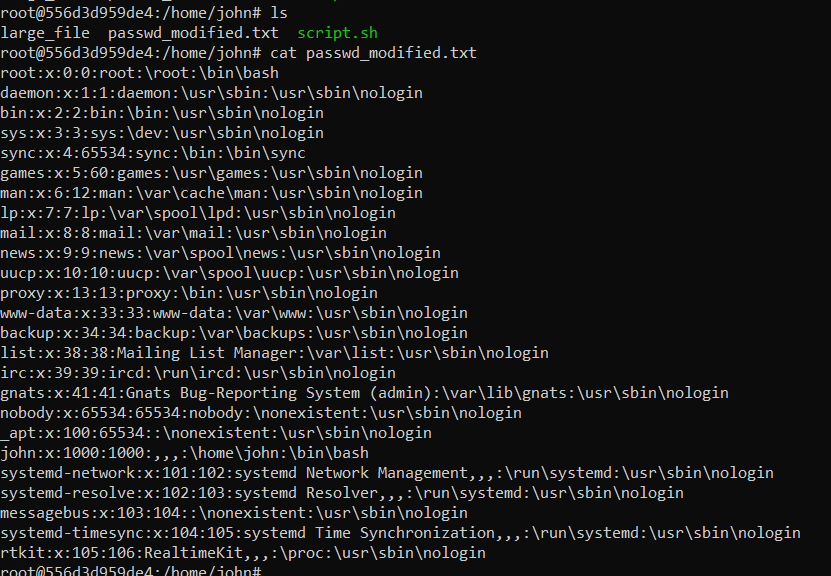 root@556d3d959de4:/home/john# ls
large_file  passwd_modified.txt  script.sh
root@556d3d959de4:/home/john# cat passwd_modified.txt
root:x:0:0:root:\root:\bin\bash
daemon:x:1:1:daemon:\usr\sbin:\usr\sbin\nologin
bin:x:2:2:bin:\bin:\usr\sbin\nologin
sys:x:3:3:sys:\dev:\usr\sbin\nologin
sync:x:4:65534:sync:\bin:\bin\sync
games:x:5:60:games:\usr\games:\usr\sbin\nologin
man:x:6:12:man:\var\cache\man:\usr\sbin\nologin
lp:x:7:7:lp:\var\spool\lpd:\usr\sbin\nologin
mail:x:8:8:mail:\var\mail:\usr\sbin\nologin
news:x:9:9:news:\var\spool\news:\usr\sbin\nologin
uucp:x:10:10:uucp:\var\spool\uucp:\usr\sbin\nologin
proxy:x:13:13:proxy:\bin:\usr\sbin\nologin
www-data:x:33:33:www-data:\var\www:\usr\sbin\nologin
backup:x:34:34:backup:\var\backups:\usr\sbin\nologin
list:x:38:38:Mailing List Manager:\var\list:\usr\sbin\nologin
irc:x:39:39:ircd:\run\ircd:\usr\sbin\nologin
gnats:x:41:41:Gnats Bug-Reporting System (admin):\var\lib\gnats:\usr\sbin\nologin
nobody:x:65534:65534:nobody:\nonexistent:\usr\sbin\nologin
_apt:x:100:65534::\nonexistent:\usr\sbin\nologin
john:x:1000:1000:,,,:\home\john:\bin\bash
systemd-network:x:101:102:systemd Network Management,,,:\run\systemd:\usr\sbin\nologin
systemd-resolve:x:102:103:systemd Resolver,,,:\run\systemd:\usr\sbin\nologin
messagebus:x:103:104::\nonexistent:\usr\sbin\nologin
systemd-timesync:x:104:105:systemd Time Synchronization,,,:\run\systemd:\usr\sbin\nologin
rtkit:x:105:106:RealtimeKit,,,:\proc:\usr\sbin\nologin
root@556d3d959de4:/home/john#